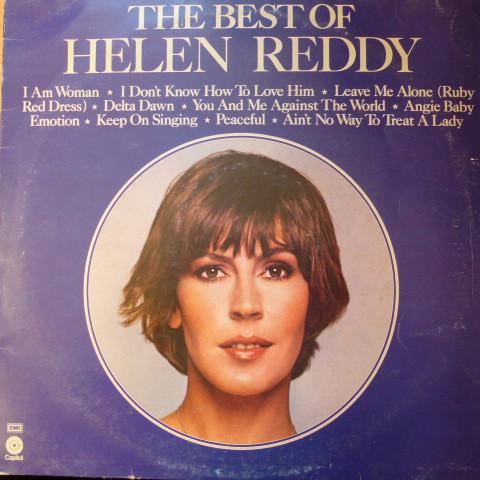 THE BEST OF
HELEN REDDY
I Am Woman ★ I Don't Know How To Love Him ★ Leave Me Alone (Ruby
Red Dress) ★ Delta Dawn ★ You And Me Against The World ★ Angie Baby
Emotion ★ Keep On Singing ★ Peaceful ★ Ain't No Way To Treat A Lady
EMI
Capitol